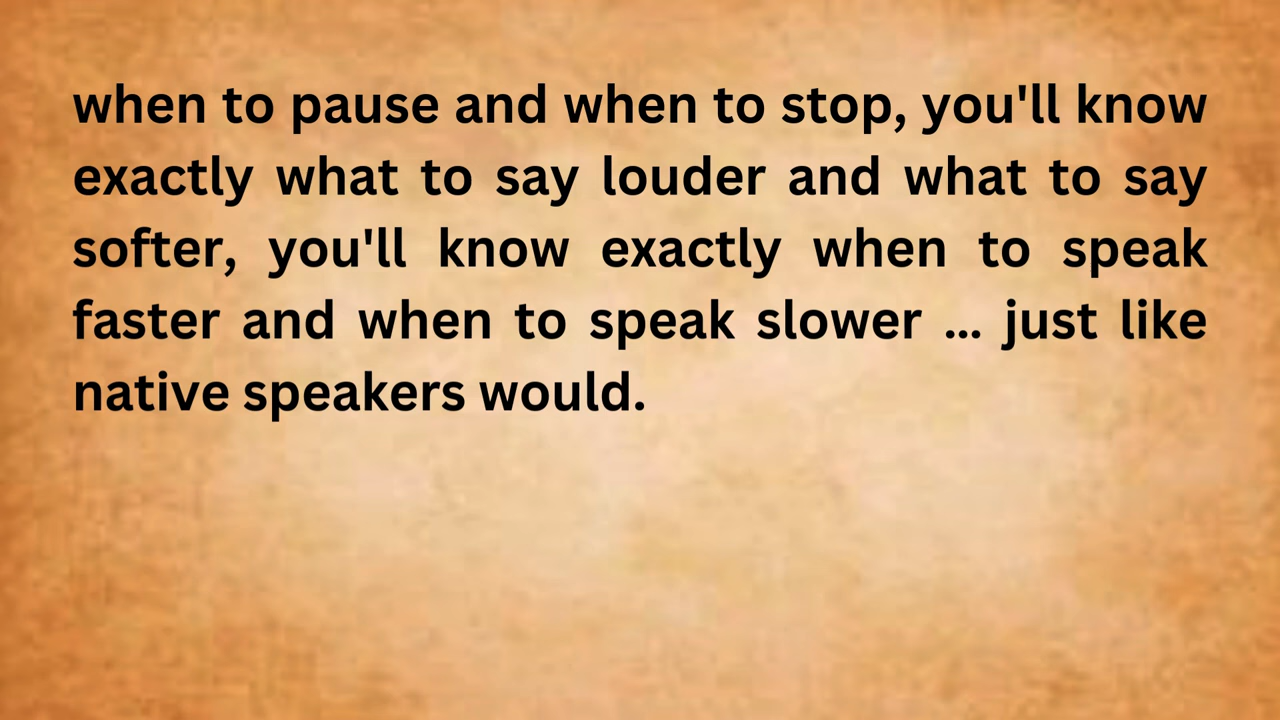 when to pause and when to stop, you'll know
exactly what to say louder and what to say
softer, you'll know exactly when to speak
faster and when to speak slower ... just like
native speakers would.